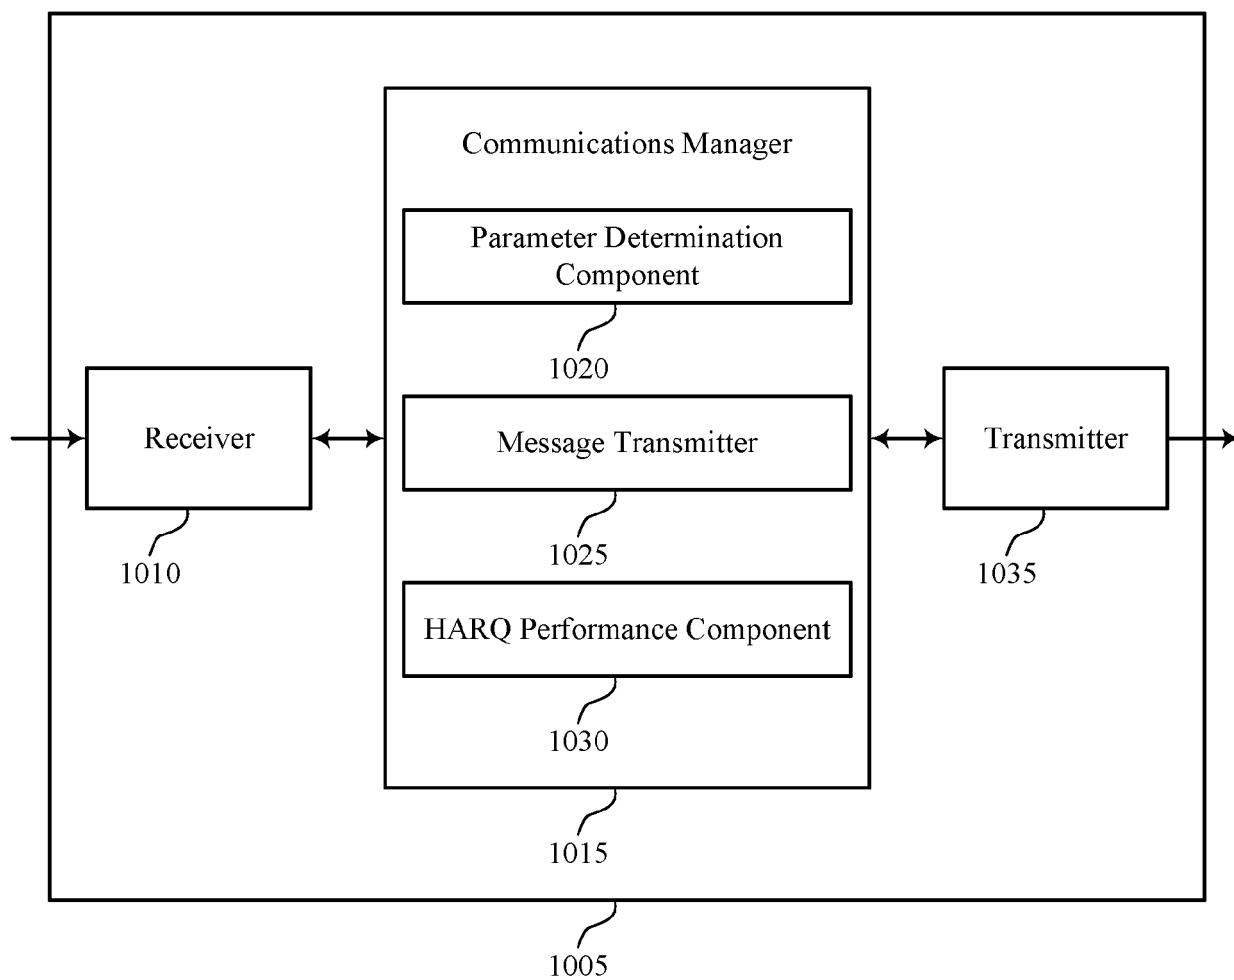 Communications Manager
Parameter Determination
Component
1020
Receiver
1010
Message Transmitter
1025
Transmitter
1035
HARQ Performance Component
1030
1015
1005